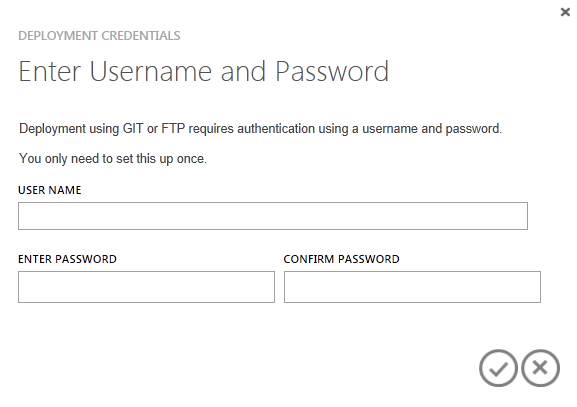 DEPLOYMENT CREDENTIALS
Enter Username and Password
Deployment using GIT or FTP requires authentication using a username and password.
You only need to set this up once.
USER NAME
ENTER PASSWORD CONFIRM PASSWORD